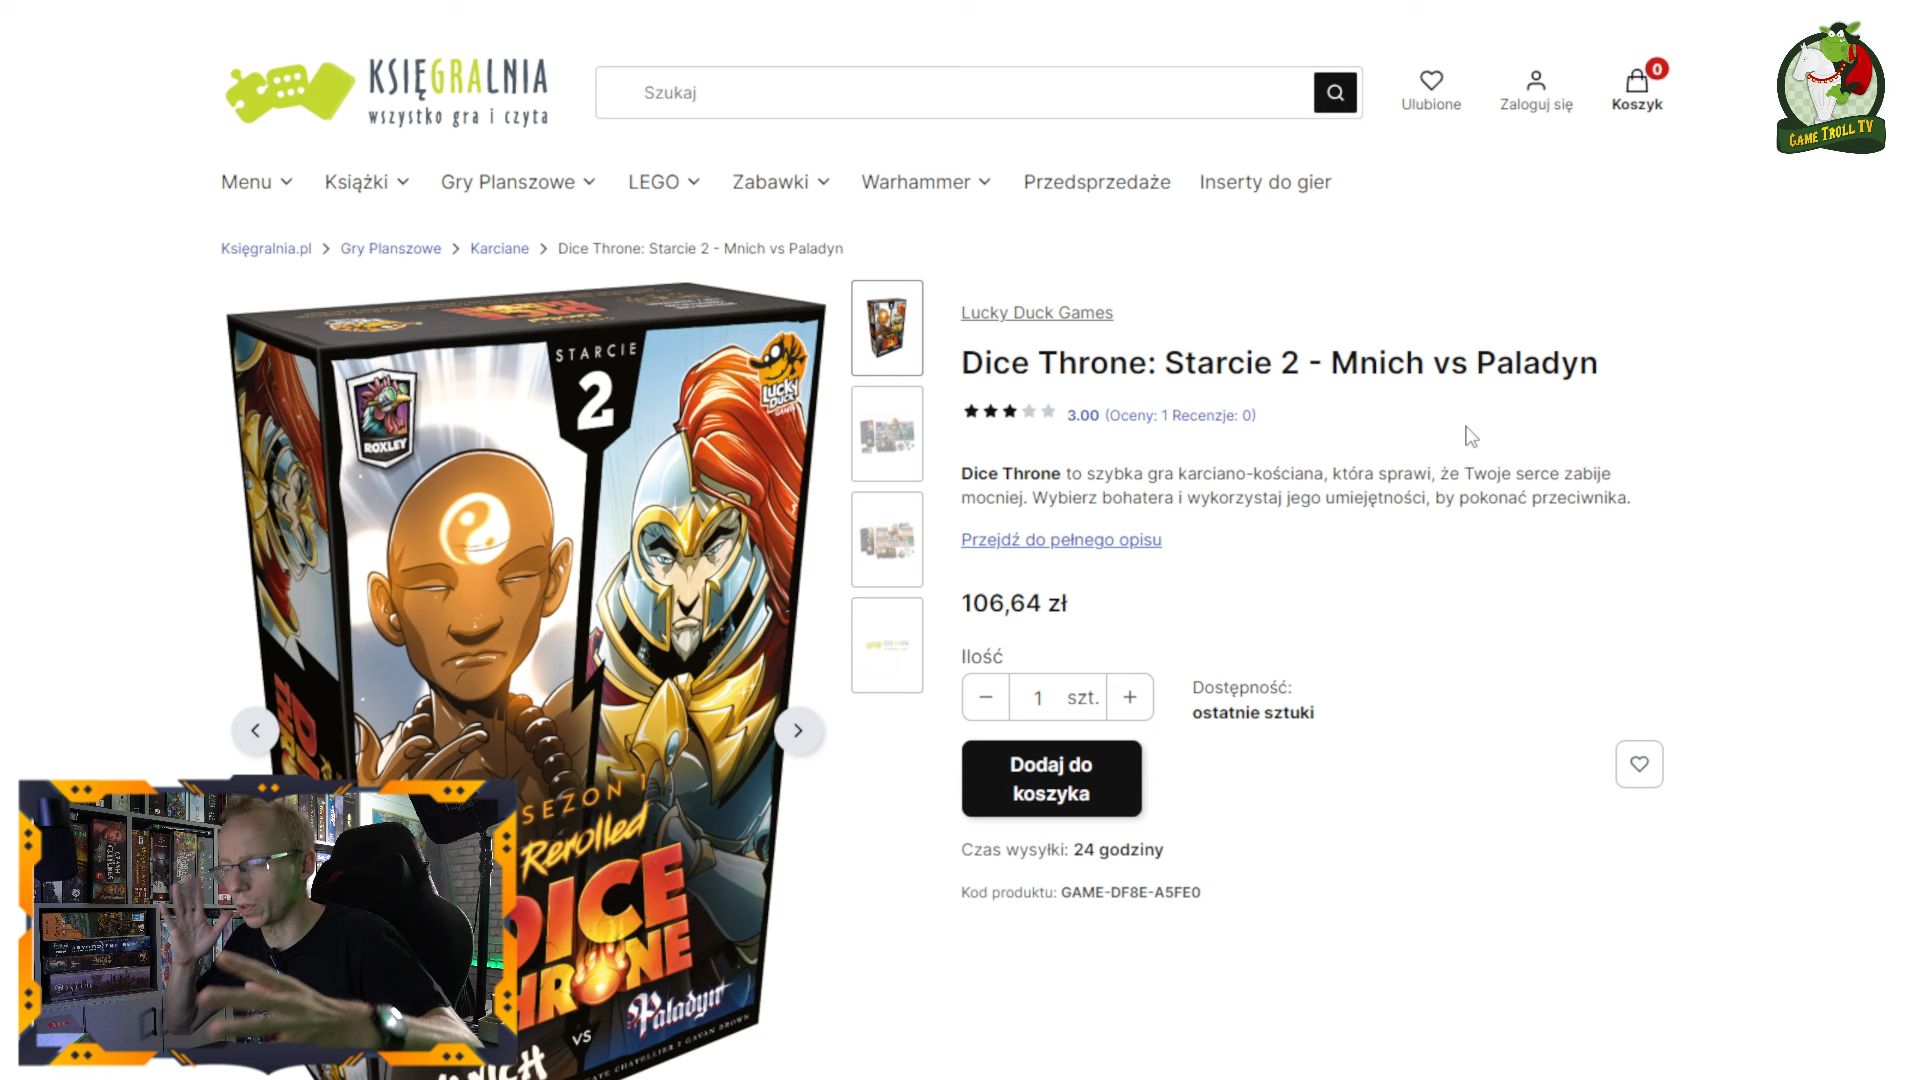 KSIĘGRALNIA
wszystko gra i czyta
Szukaj
Ulubione
Zaloguj się
0
Koszyk
GAME TROLL TV
Menu
Książki
Gry Planszowe
LEGO
Zabawki
Warhammer
Przedsprzedaże
Inserty do gier
Księgralnia.pl > Gry Planszowe > Karciane > Dice Throne: Starcie 2 - Mnich vs Paladyn
STARCIE
2
ROXLEY
LUCKY DUCK GAMES
SEZON 1
Rerolled
DICE THRONE
VS
Paladyn
Lucky Duck Games
Dice Throne: Starcie 2 - Mnich vs Paladyn
3.00 (Oceny: 1 Recenzje: 0)
Dice Throne to szybka gra karciano-kościana, która sprawi, że Twoje serce zabije
mocniej. Wybierz bohatera i wykorzystaj jego umiejętności, by pokonać przeciwnika.
Przejdź do pełnego opisu
106,64 zł
Ilość
− 1 szt. +
Dostępność:
ostatnie sztuki
Dodaj do
koszyka
Czas wysyłki: 24 godziny
Kod produktu: GAME-DF8E-A5FE0